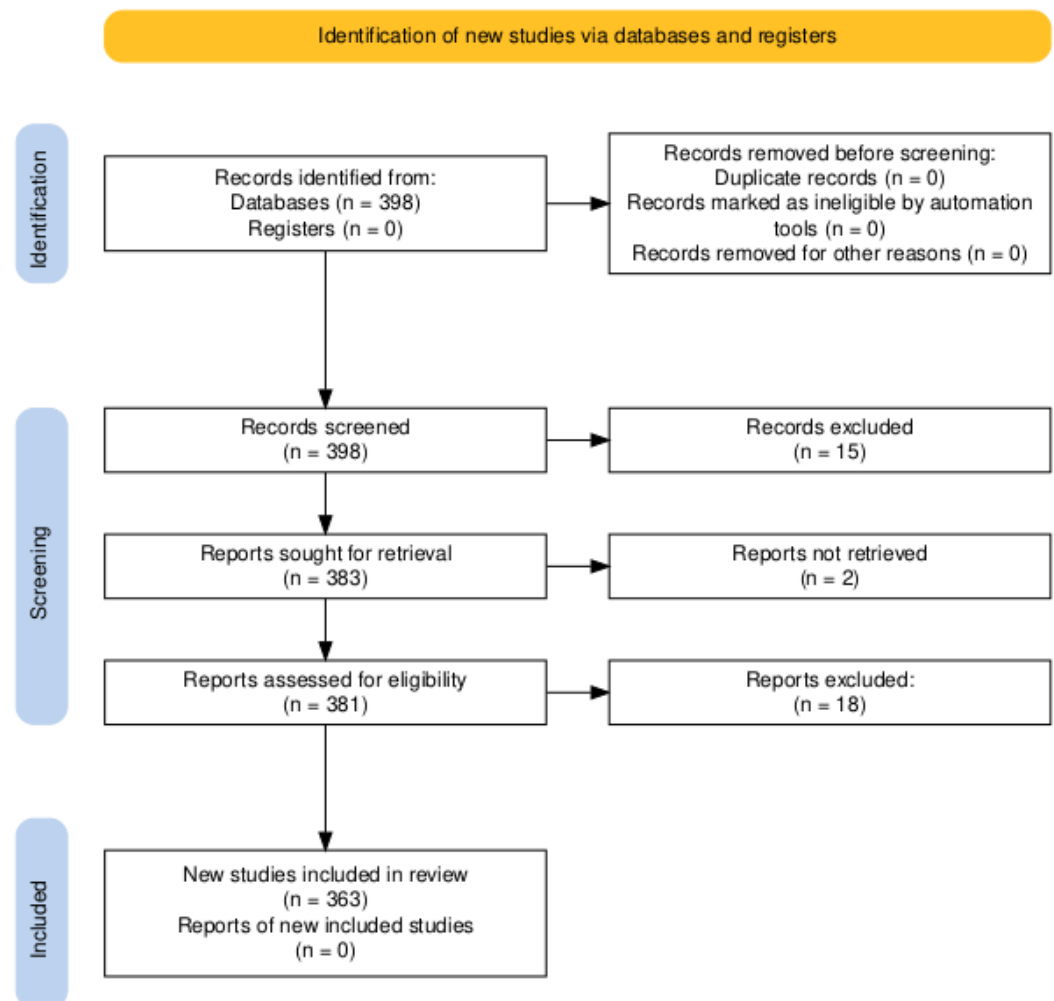 Identification of new studies via databases and registers
Identification
Records identified from:
Databases (n = 398)
Registers (n = 0)
Records removed before screening:
Duplicate records (n = 0)
Records marked as ineligible by automation
tools (n = 0)
Records removed for other reasons (n = 0)
Screening
Records screened
(n = 398)
Records excluded
(n = 15)
Reports sought for retrieval
(n = 383)
Reports not retrieved
(n = 2)
Reports assessed for eligibility
(n = 381)
Reports excluded:
(n = 18)
Included
New studies included in review
(n = 363)
Reports of new included studies
(n = 0)